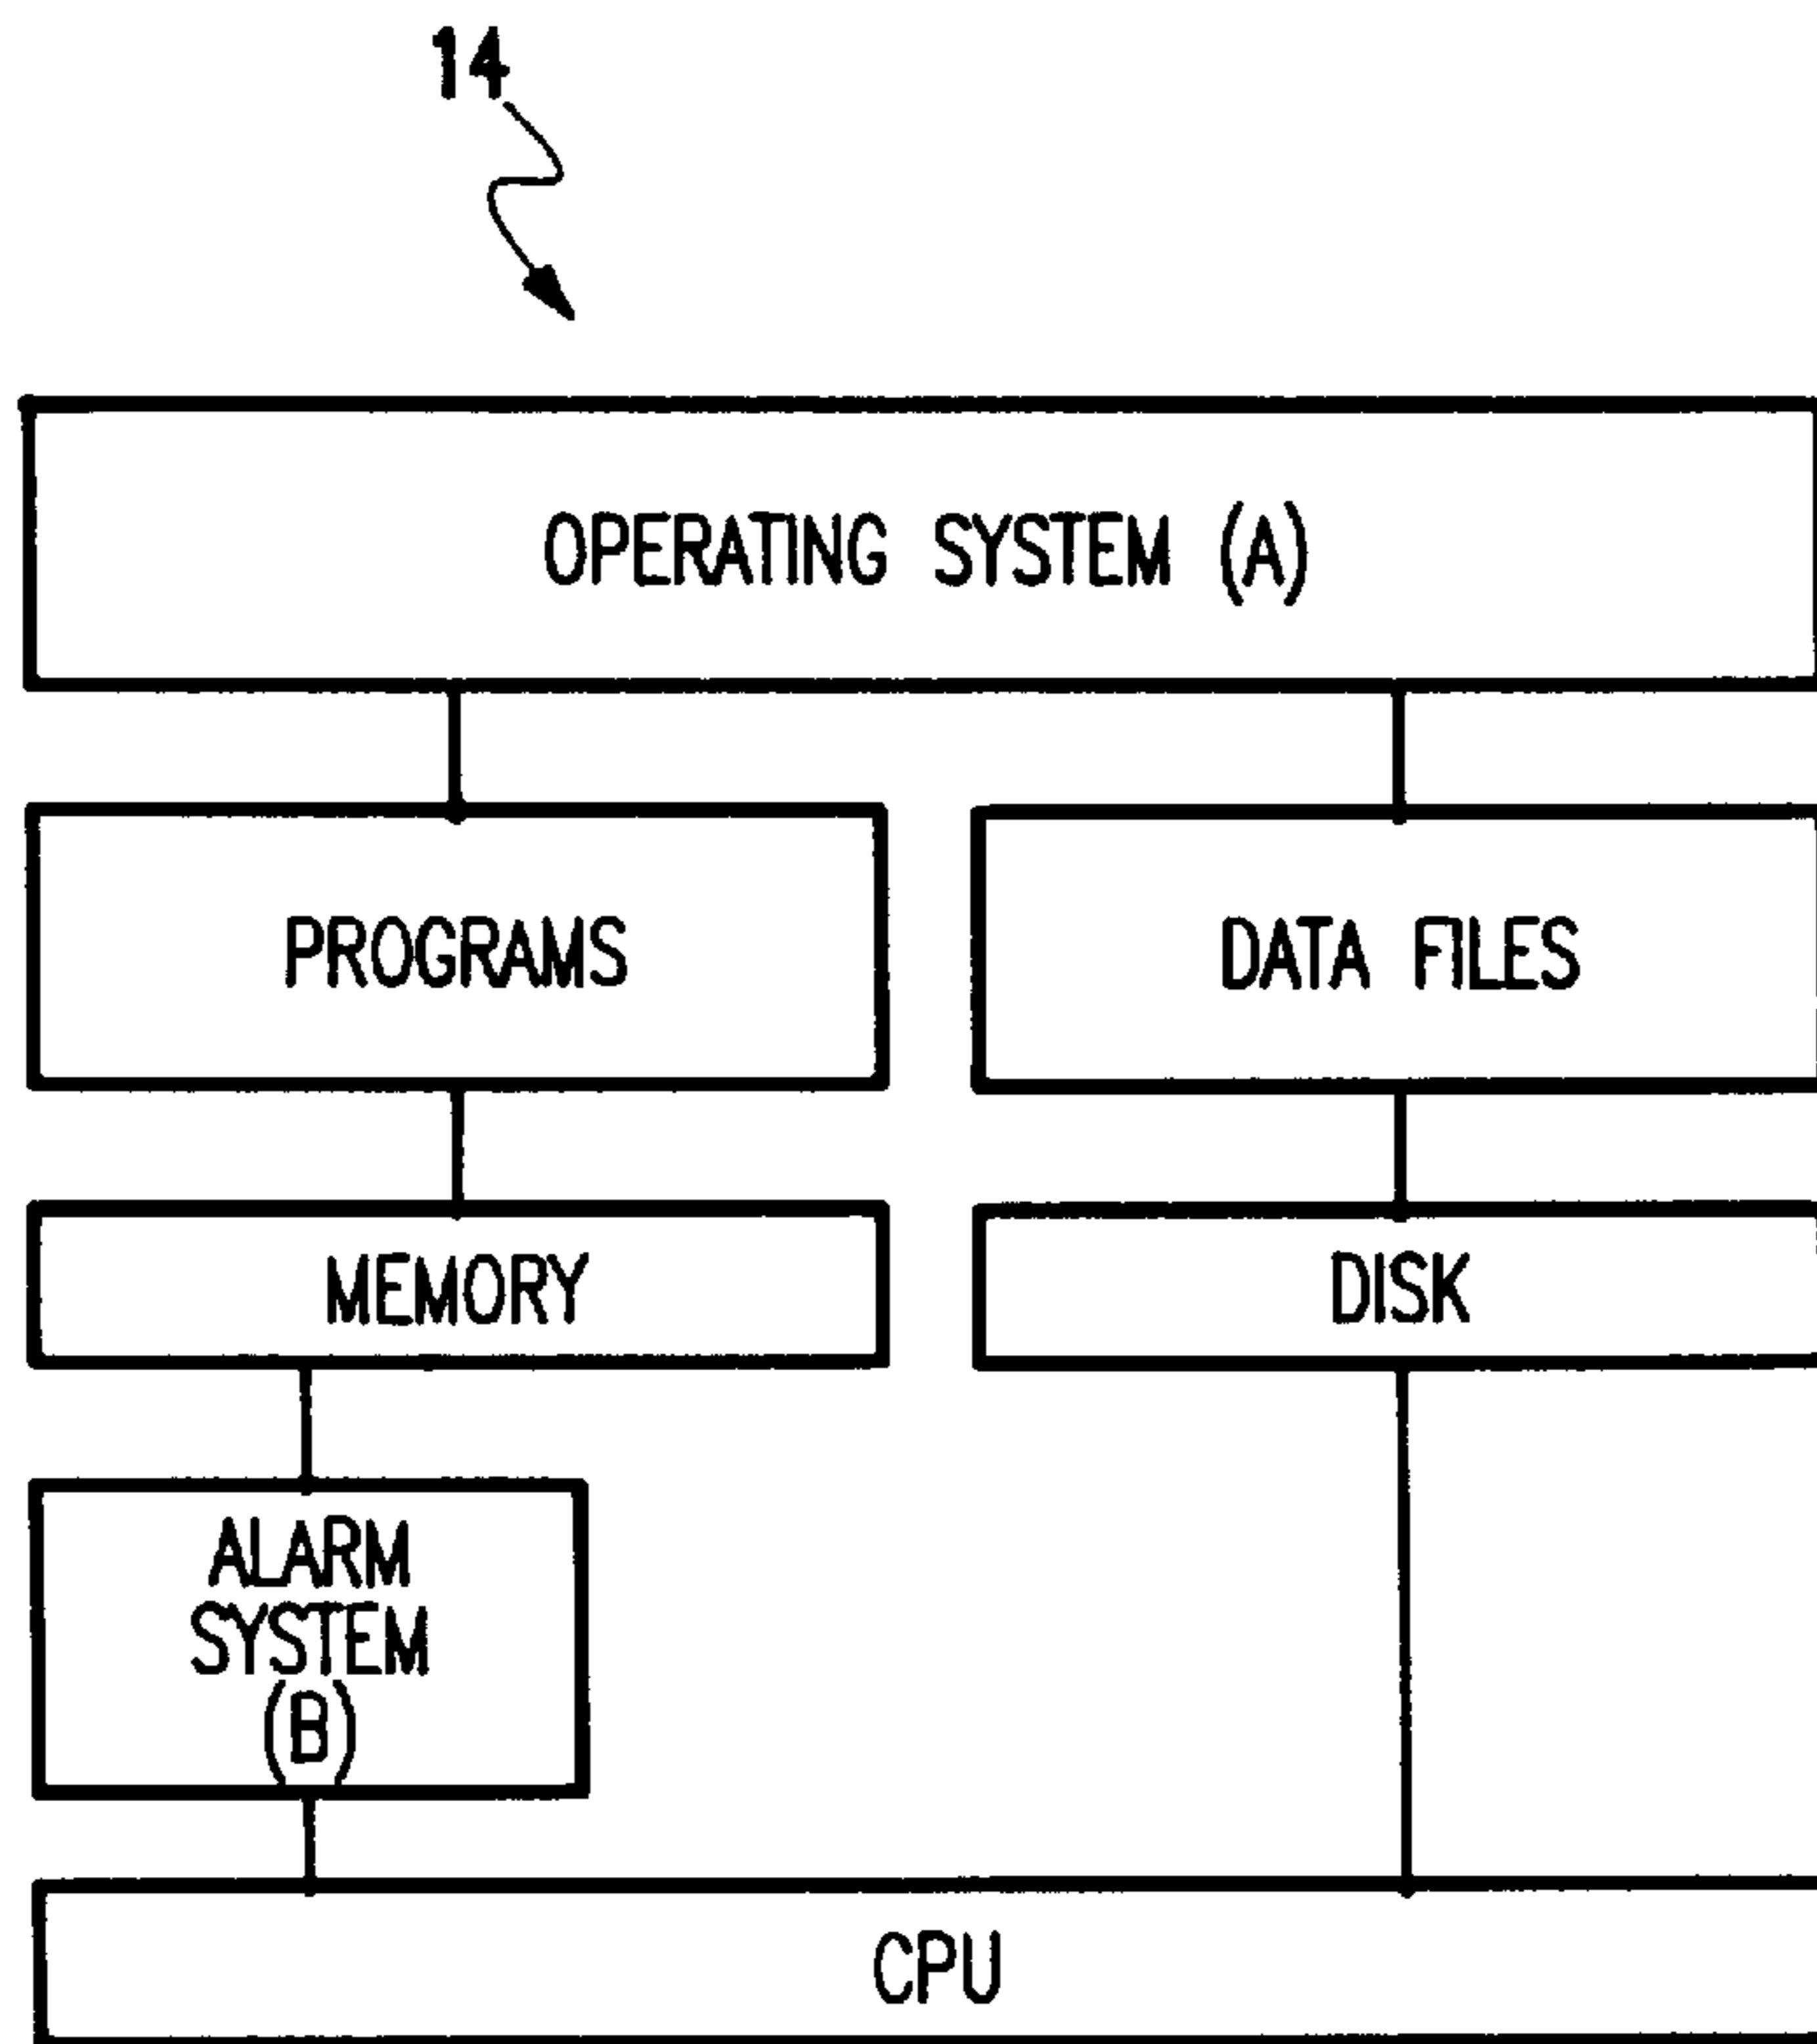 14
OPERATING SYSTEM (A)
PROGRAMS
DATA FILES
MEMORY
DISK
ALARM
SYSTEM
(B)
CPU